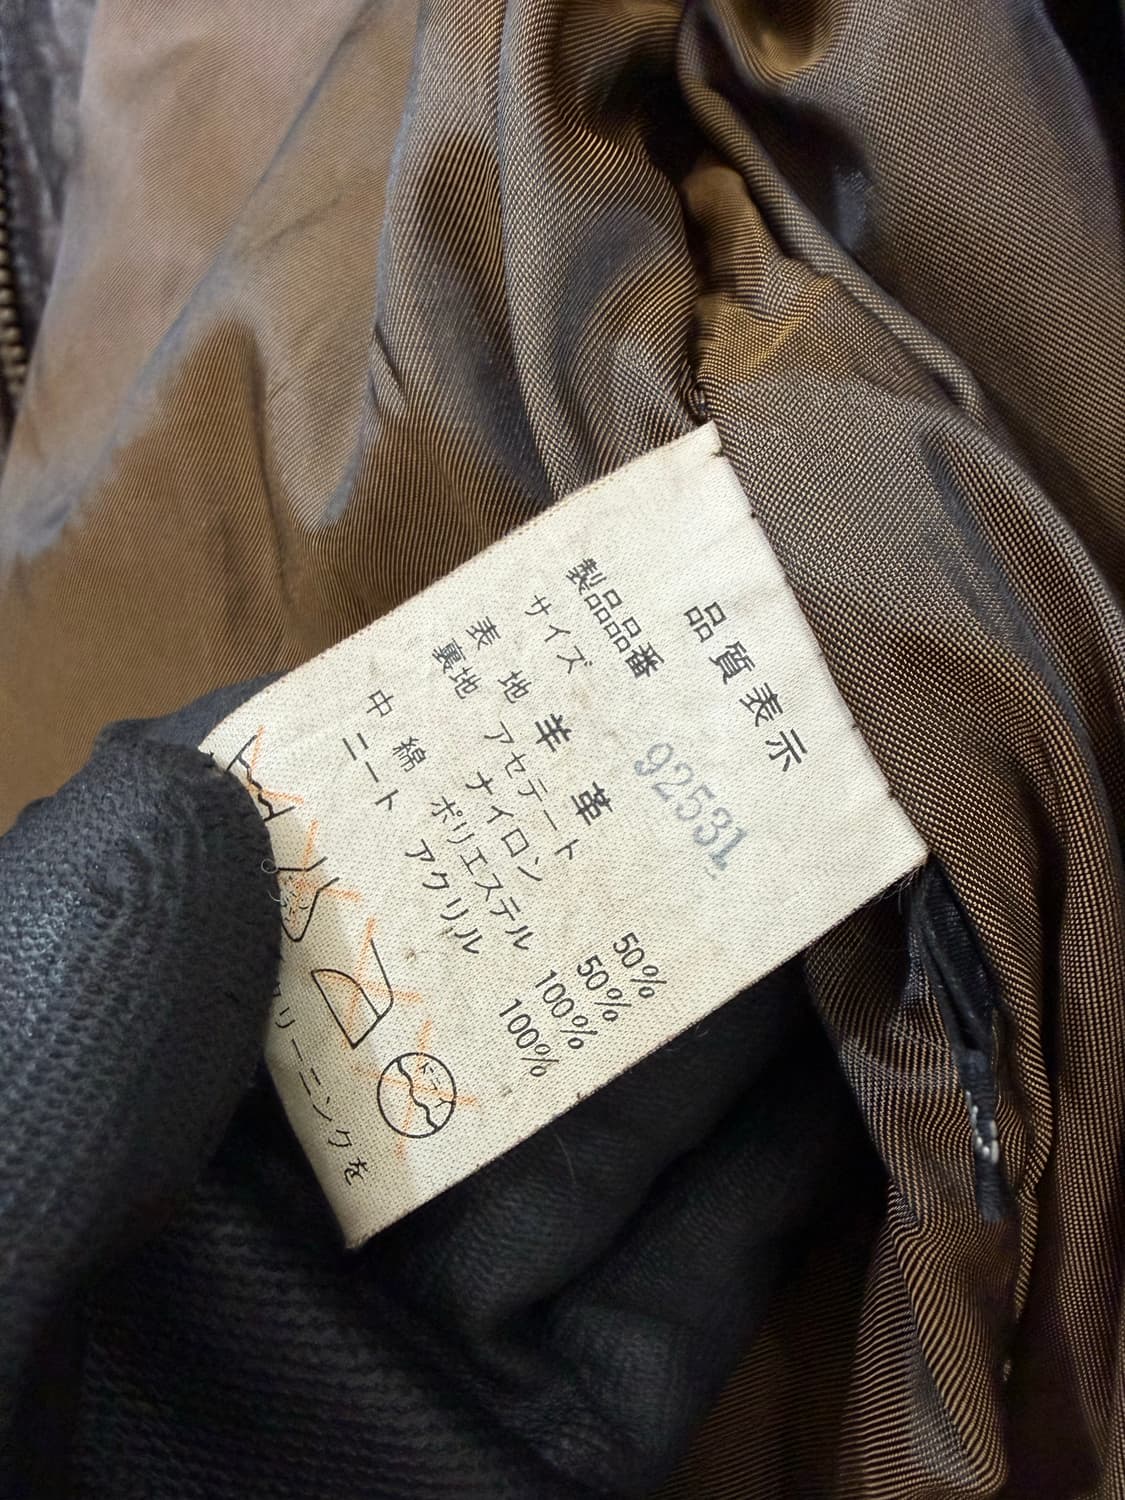 品質表示
製品品番 92531
サイズ
表地 羊革
裏地 アセテート 50%
ナイロン 50%
中綿 ポリエステル 100%
ニート アクリル 100%
ドライ
リーニングを